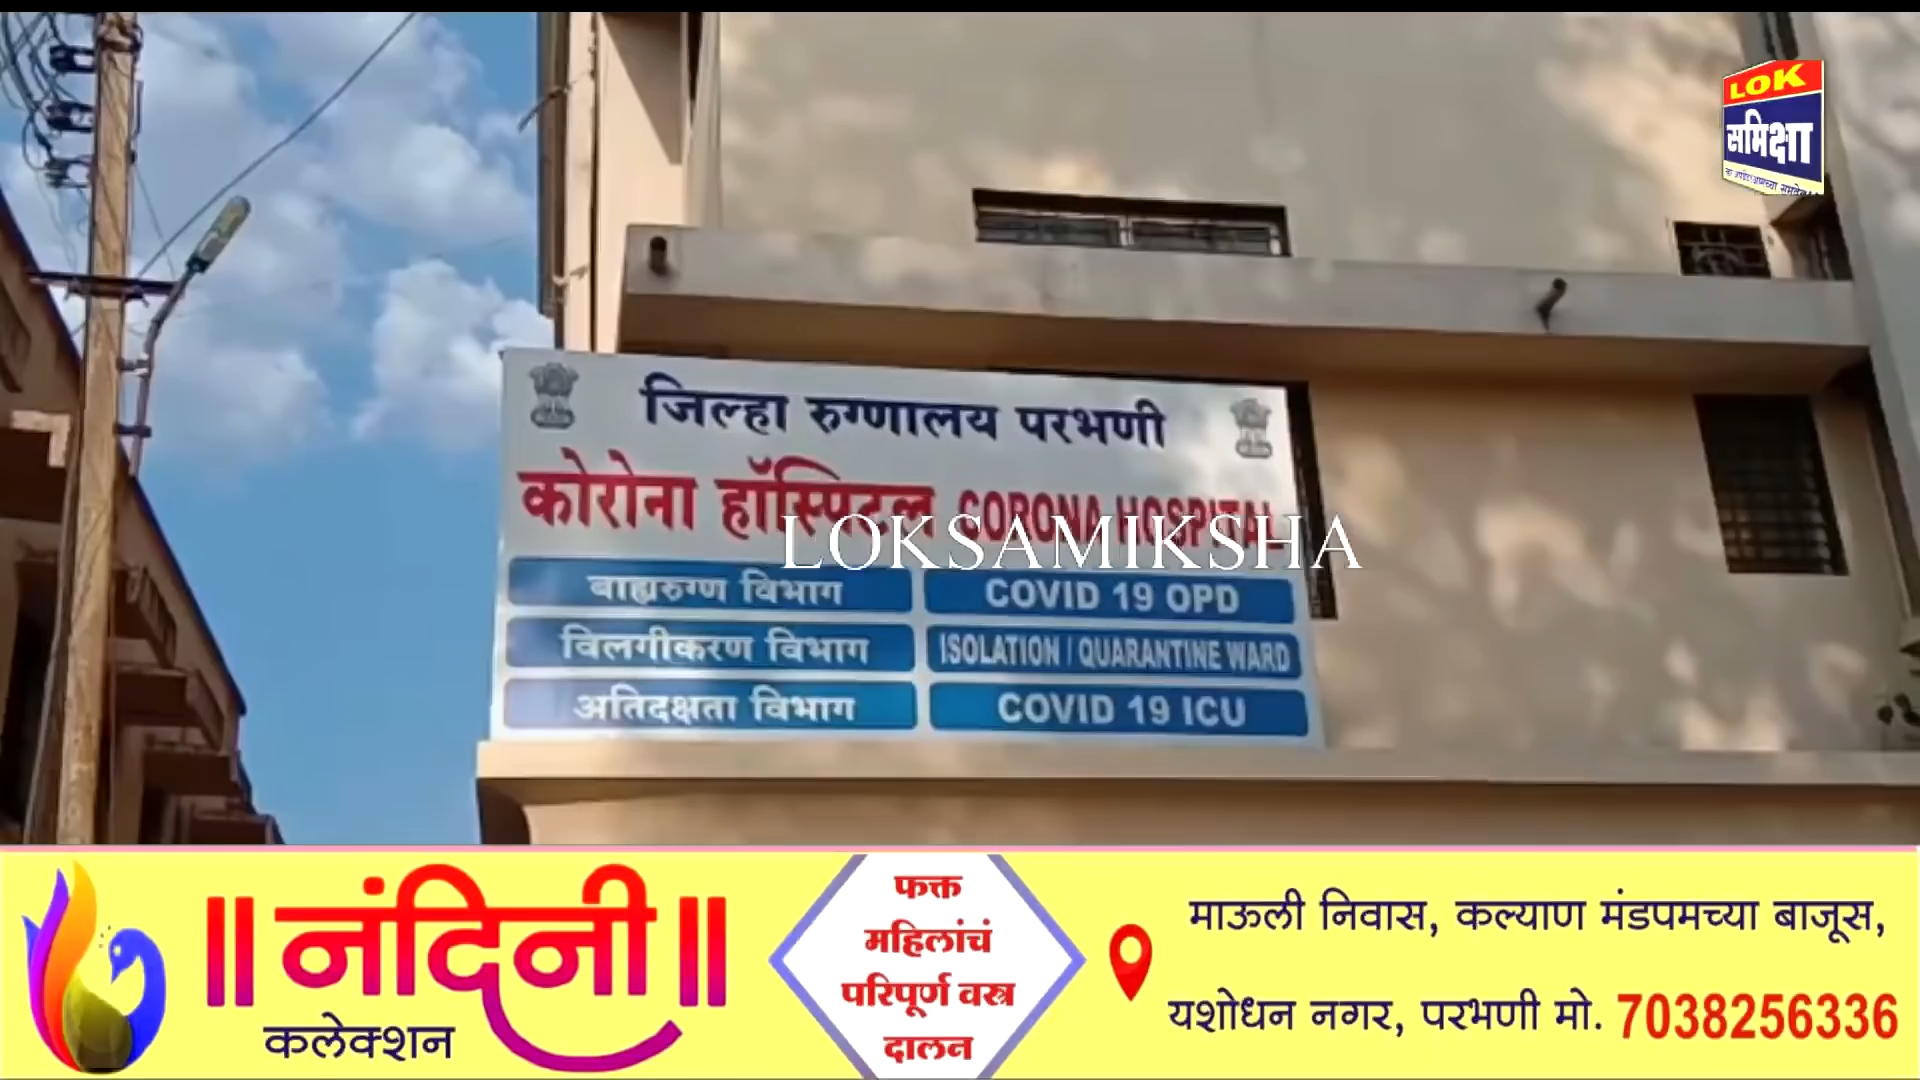 LOK
समिक्षा
जिल्हा रुग्णालय परभणी
कोरोना हॉस्पिटल CORONA HOSPITAL
LOKSAMIKSHA
बाह्यरुग्ण विभाग COVID 19 OPD
विलगीकरण विभाग ISOLATION / QUARANTINE WARD
अतिदक्षता विभाग COVID 19 ICU
॥ नंदिनी ॥
कलेक्शन
फक्त
महिलांचं
परिपूर्ण वस्त्र
दालन
माऊली निवास, कल्याण मंडपमच्या बाजूस,
यशोधन नगर, परभणी मो. 7038256336